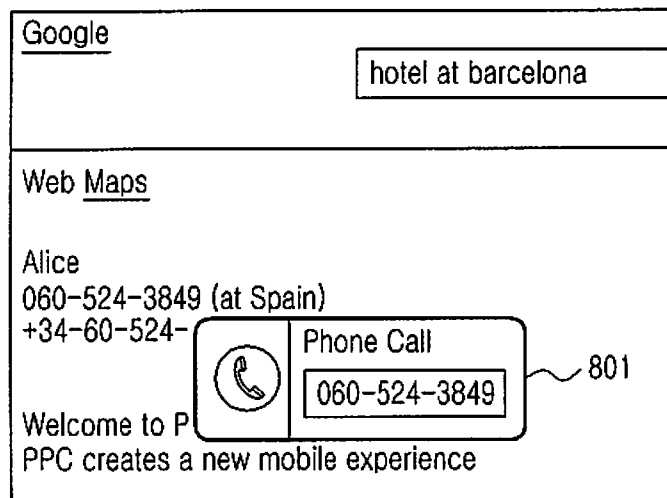 Google
hotel at barcelona
Web Maps
Alice
060-524-3849 (at Spain)
+34-60-524-
Phone Call
060-524-3849
801
Welcome to P
PPC creates a new mobile experience